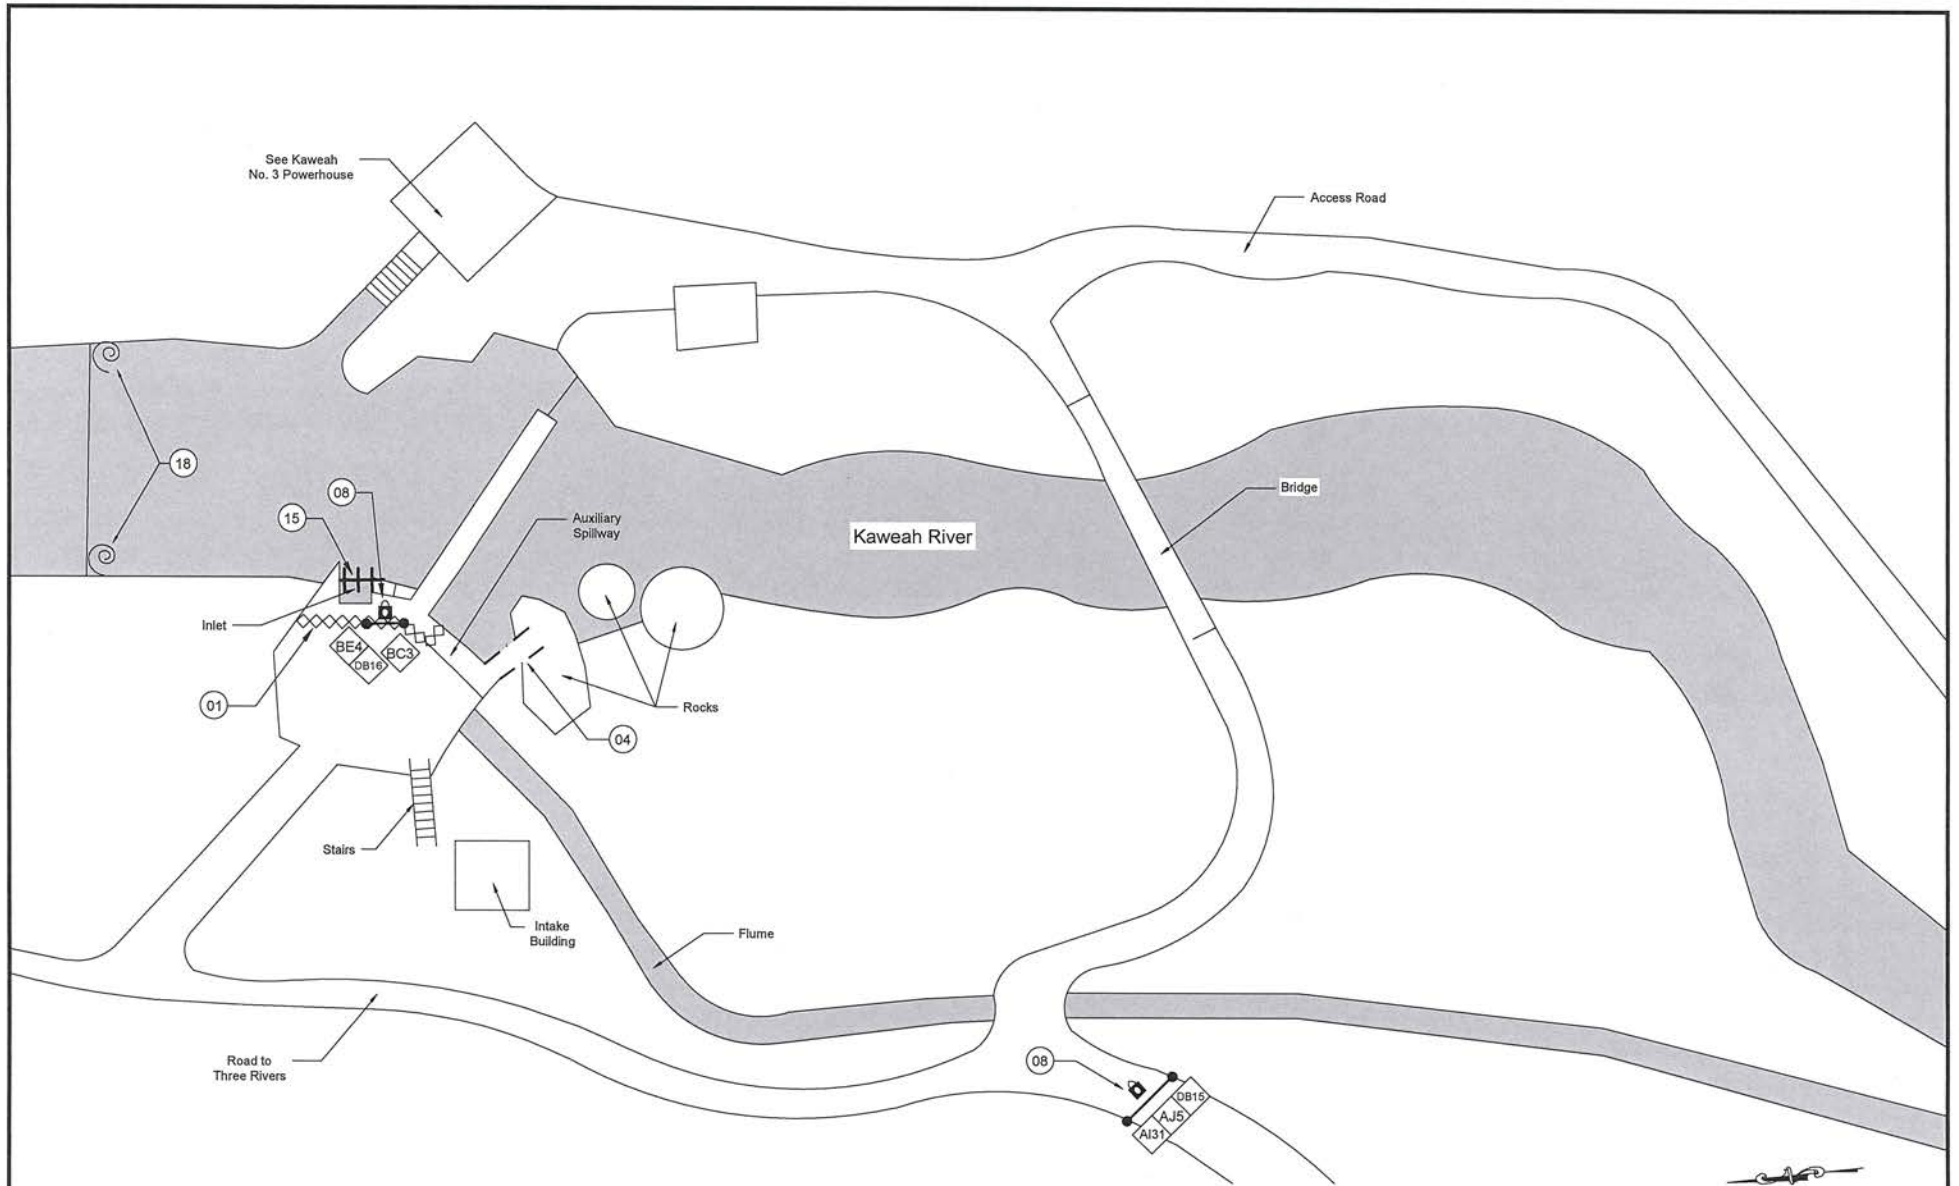 See Kaweah
No. 3 Powerhouse
Access Road
18
08
15
Auxiliary
Spillway
Bridge
Kaweah River
Inlet
BE4
DB16
BC3
01
Rocks
04
Stairs
Intake
Building
Flume
Road to
Three Rivers
08
DB15
AJ5
AI31